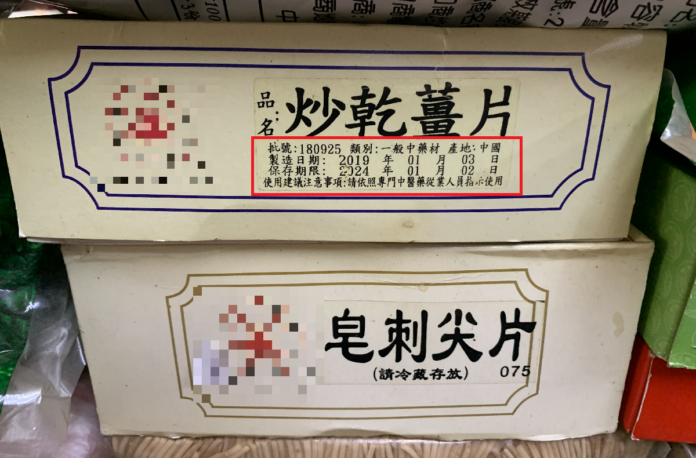 品名:炒乾薑片
批號:180925 類別:一般中藥材 產地:中國
製造日期: 2019 年 01 月 03 日
保存期限: 2024 年 01 月 02 日
使用建議注意事項:請依照專門中醫藥從業人員指示使用
皂刺尖片
(請冷藏存放) 075